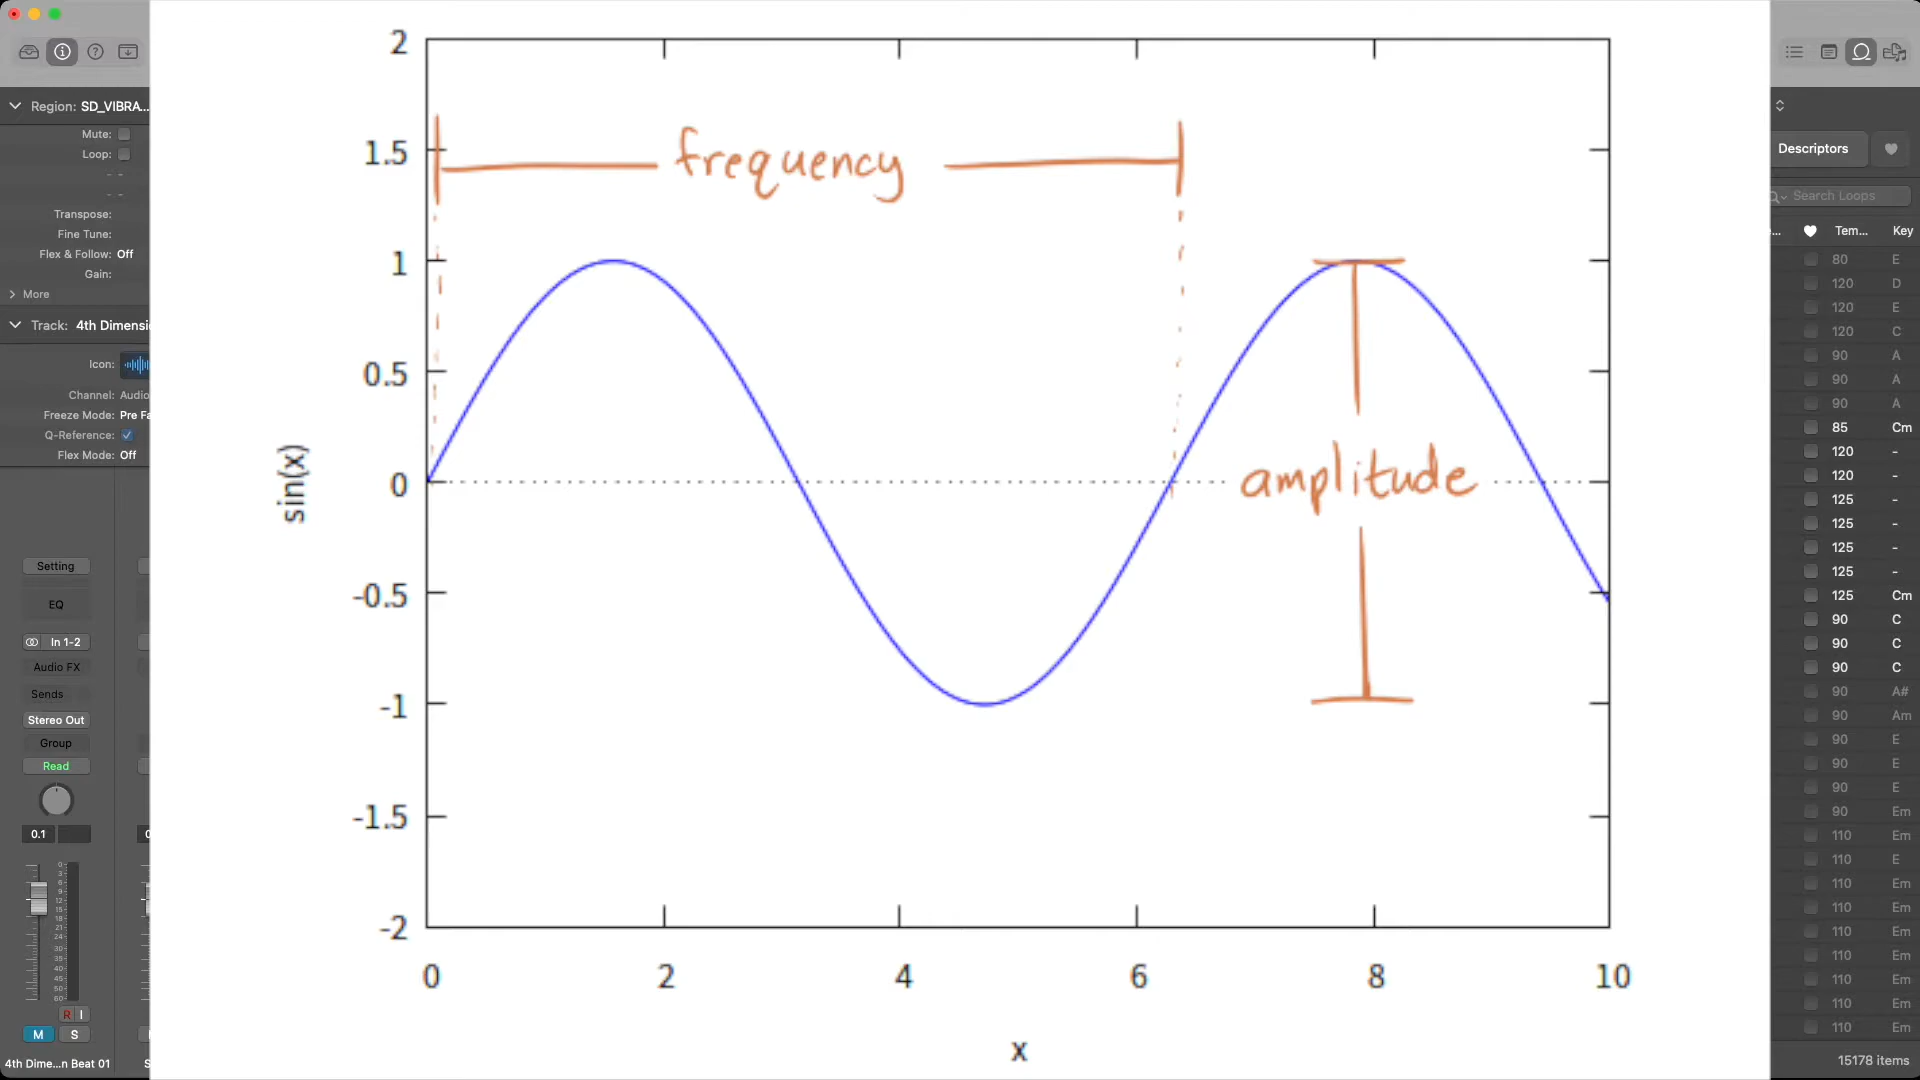 Region: SD_VIBRA...
Mute:
Loop:
Transpose:
Fine Tune:
Flex & Follow: Off
Gain:
More
Track: 4th Dimensi
Icon:
Channel: Audio
Freeze Mode: Pre Fa
Q-Reference:
Flex Mode: Off
Setting
EQ
In 1-2
Audio FX
Sends
Stereo Out
Group
Read
0.1
R I
M S
4th Dime...n Beat 01
2
1.5
1
0.5
0
-0.5
-1
-1.5
-2
sin(x)
frequency
amplitude
0 2 4 6 8 10
x
Descriptors
Search Loops
Tem... Key
80 E
120 D
120 E
120 C
90 A
90 A
90 A
85 Cm
120 -
120 -
125 -
125 -
125 -
125 -
125 Cm
90 C
90 C
90 C
90 A#
90 Am
90 E
90 E
90 E
90 Em
110 Em
110 E
110 Em
110 Em
110 Em
110 Em
110 Em
110 Em
110 Em
15178 items